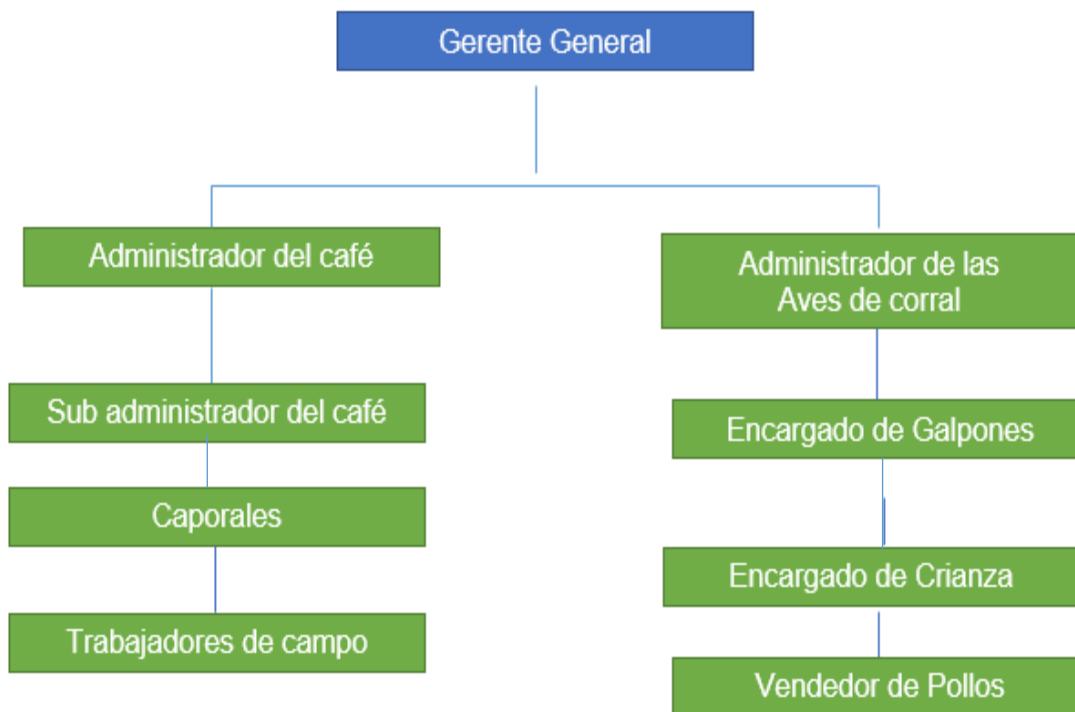 Gerente General
Administrador del café
Administrador de las
Aves de corral
Sub administrador del café
Encargado de Galpones
Caporales
Encargado de Crianza
Trabajadores de campo
Vendedor de Pollos